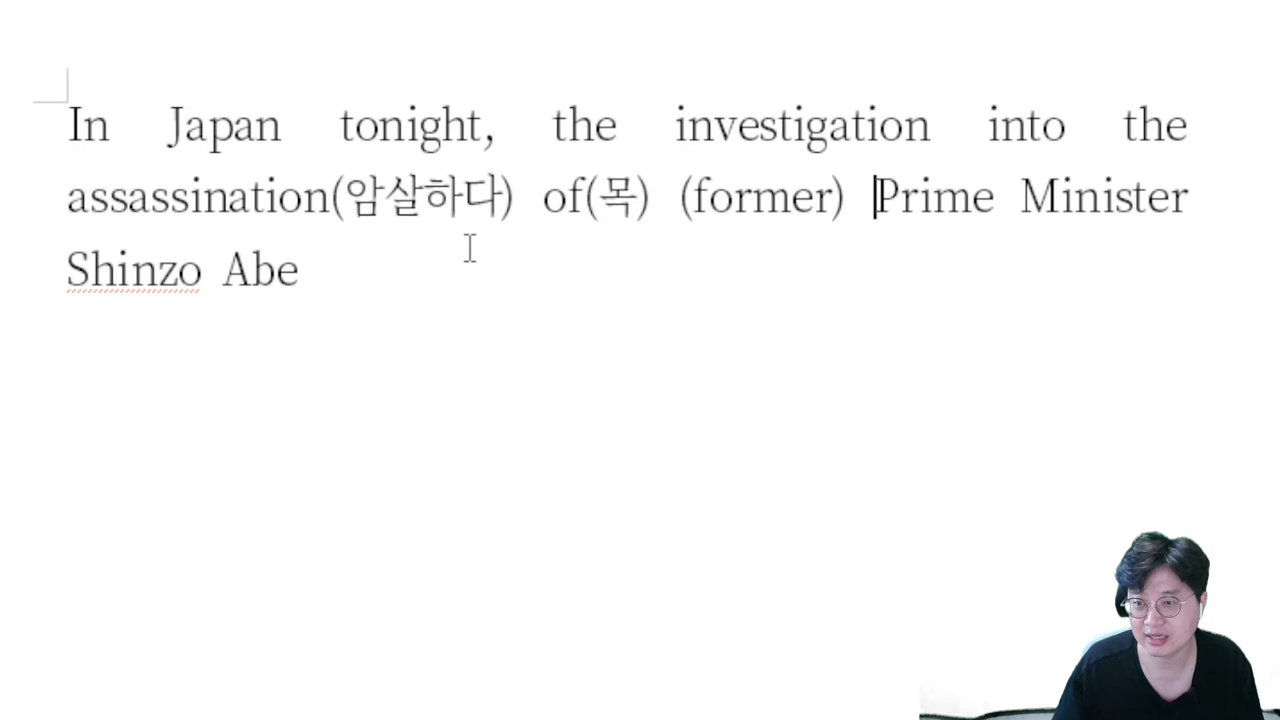 In Japan tonight, the investigation into the
assassination(암살하다) of(목) (former) Prime Minister
Shinzo Abe